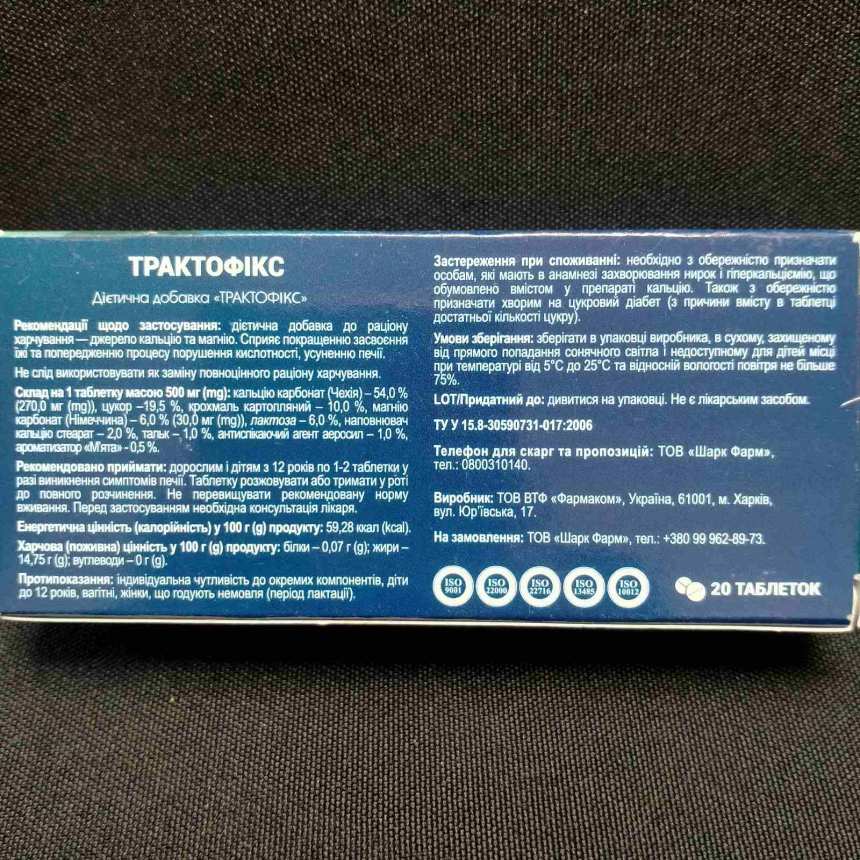 ТРАКТОФІКС
Дієтична добавка «ТРАКТОФІКС»
Рекомендації щодо застосування: дієтична добавка до раціону
харчування — джерело кальцію та магнію. Сприяє покращенню засвоєння
їжі та попередженню процесу порушення кислотності, усуненню печії.
Не слід використовувати як заміну повноцінного раціону харчування.
Склад на 1 таблетку масою 500 мг (mg): кальцію карбонат (Чехія) – 54,0 %
(270,0 мг (mg)), цукор –19,5 %, крохмаль картопляний – 10,0 %, магнію
карбонат (Німеччина) – 6,0 % (30,0 мг (mg)), лактоза – 6,0 %, наповнювач
кальцію стеарат – 2,0 %, тальк – 1,0 %, антиспікаючий агент аеросил – 1,0 %,
ароматизатор «М'ята» - 0,5 %.
Рекомендовано приймати: дорослим і дітям з 12 років по 1-2 таблетки у
разі виникнення симптомів печії. Таблетку розжовувати або тримати у роті
до повного розчинення. Не перевищувати рекомендовану норму
вживання. Перед застосуванням необхідна консультація лікаря.
Енергетична цінність (калорійність) у 100 г (g) продукту: 59,28 ккал (kcal).
Харчова (поживна) цінність у 100 г (g) продукту: білки – 0,07 г (g); жири –
14,75 г (g); вуглеводи – 0 г (g).
Протипоказання: індивідуальна чутливість до окремих компонентів, діти
до 12 років, вагітні, жінки, що годують немовля (період лактації).
Застереження при споживанні: необхідно з обережністю призначати
особам, які мають в анамнезі захворювання нирок і гіперкальціємію, що
обумовлено вмістом у препараті кальцію. Також з обережністю
призначати хворим на цукровий діабет (з причини вмісту в таблетці
достатньої кількості цукру).
Умови зберігання: зберігати в упаковці виробника, в сухому, захищеному
від прямого попадання сонячного світла і недоступному для дітей місці
при температурі від 5°С до 25°С та відносній вологості повітря не більше
75%.
LOT/Придатний до: дивитися на упаковці. Не є лікарським засобом.
ТУ У 15.8-30590731-017:2006
Телефон для скарг та пропозицій: ТОВ «Шарк Фарм»,
тел.: 0800310140.
Виробник: ТОВ ВТФ «Фармаком», Україна, 61001, м. Харків,
вул. Юр'ївська, 17.
На замовлення: ТОВ «Шарк Фарм», тел.: +380 99 962-89-73.
ISO 9001 ISO 22000 ISO 22716 ISO 13485 ISO 10012
20 ТАБЛЕТОК